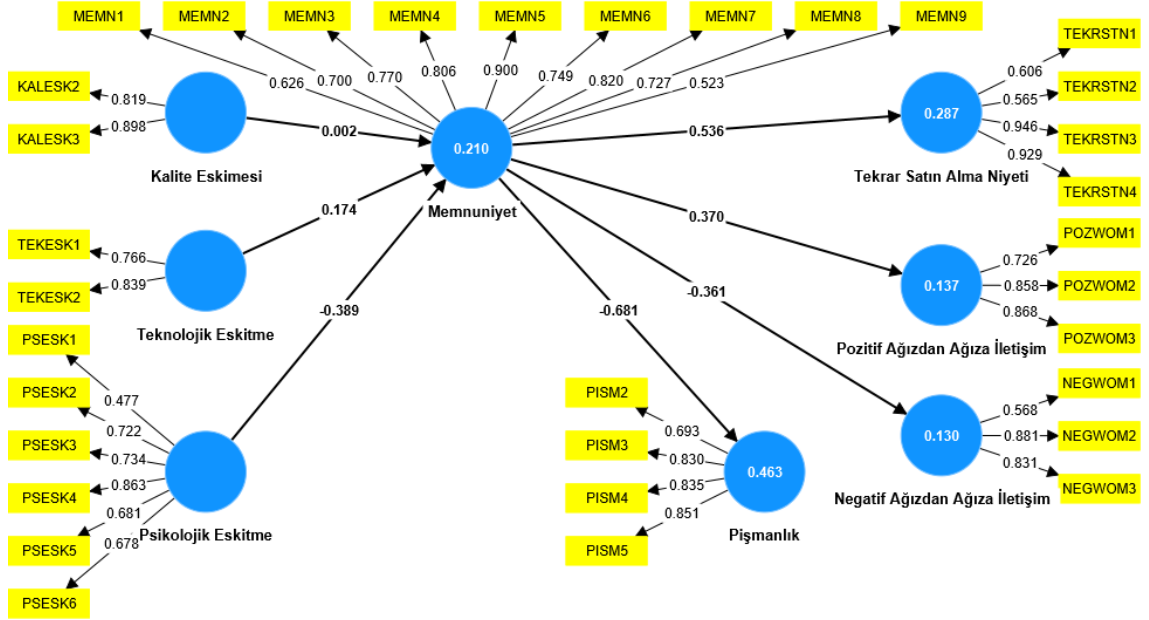 MEMN1 MEMN2 MEMN3 MEMN4 MEMN5 MEMN6 MEMN7 MEMN8 MEMN9
0.626 0.700 0.770 0.806 0.900 0.749 0.820 0.727 0.523
KALESK2
0.819
KALESK3
0.898
Kalite Eskimesi
0.002
TEKESK1
0.766
TEKESK2
0.839
Teknolojik Eskitme
0.174
PSESK1
0.477
PSESK2
0.722
PSESK3
0.734
PSESK4
0.863
PSESK5
0.681
PSESK6
0.678
Psikolojik Eskitme
-0.389
0.210
Memnuniyet
0.536
0.370
-0.361
-0.681
0.287
Tekrar Satın Alma Niyeti
TEKRSTN1
0.606
TEKRSTN2
0.565
TEKRSTN3
0.946
TEKRSTN4
0.929
0.137
Pozitif Ağızdan Ağıza İletişim
POZWOM1
0.726
POZWOM2
0.858
POZWOM3
0.868
0.130
Negatif Ağızdan Ağıza İletişim
NEGWOM1
0.568
NEGWOM2
0.881
NEGWOM3
0.831
PISM2
0.693
PISM3
0.830
PISM4
0.835
PISM5
0.851
0.463
Pişmanlık